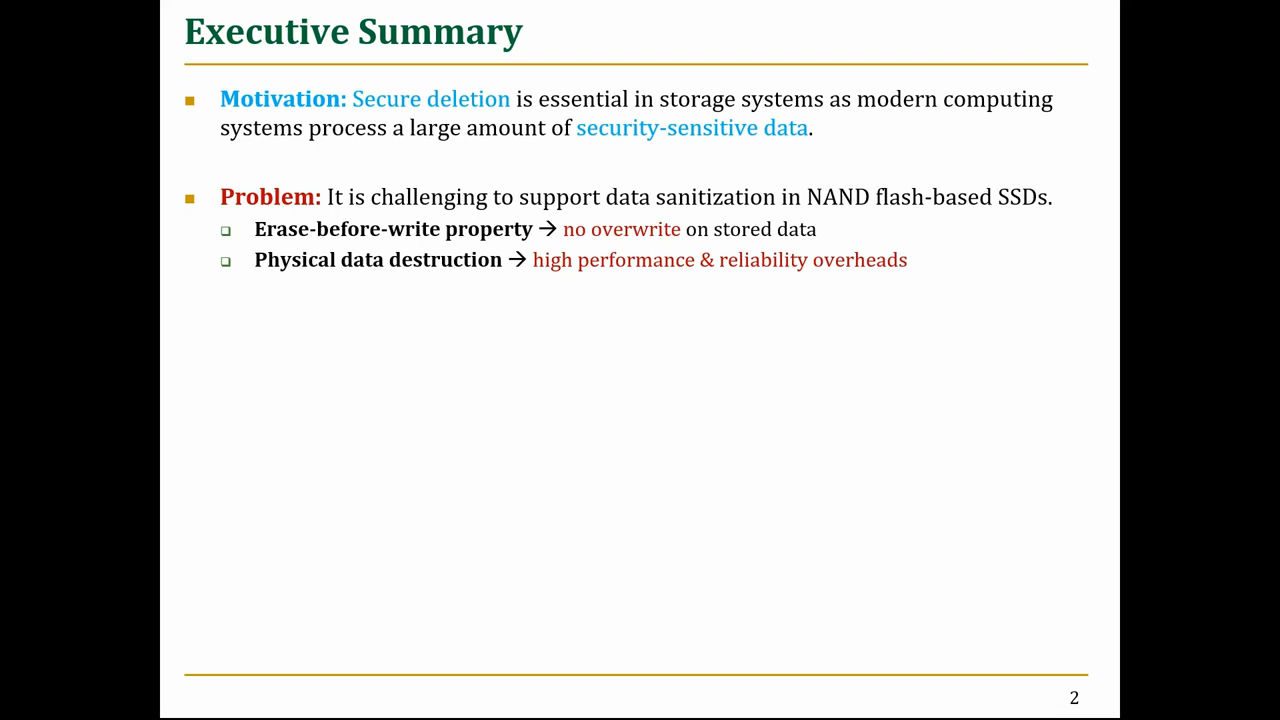 Executive Summary
Motivation: Secure deletion is essential in storage systems as modern computing
systems process a large amount of security-sensitive data.
Problem: It is challenging to support data sanitization in NAND flash-based SSDs.
Erase-before-write property → no overwrite on stored data
Physical data destruction → high performance & reliability overheads
2